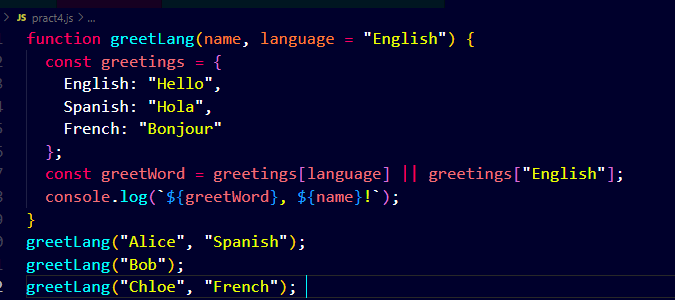 JS pract4.js > ...
function greetLang(name, language = "English") {
const greetings = {
English: "Hello",
Spanish: "Hola",
French: "Bonjour"
};
const greetWord = greetings[language] || greetings["English"];
console.log(`${greetWord}, ${name}!`);
}
greetLang("Alice", "Spanish");
greetLang("Bob");
greetLang("Chloe", "French");